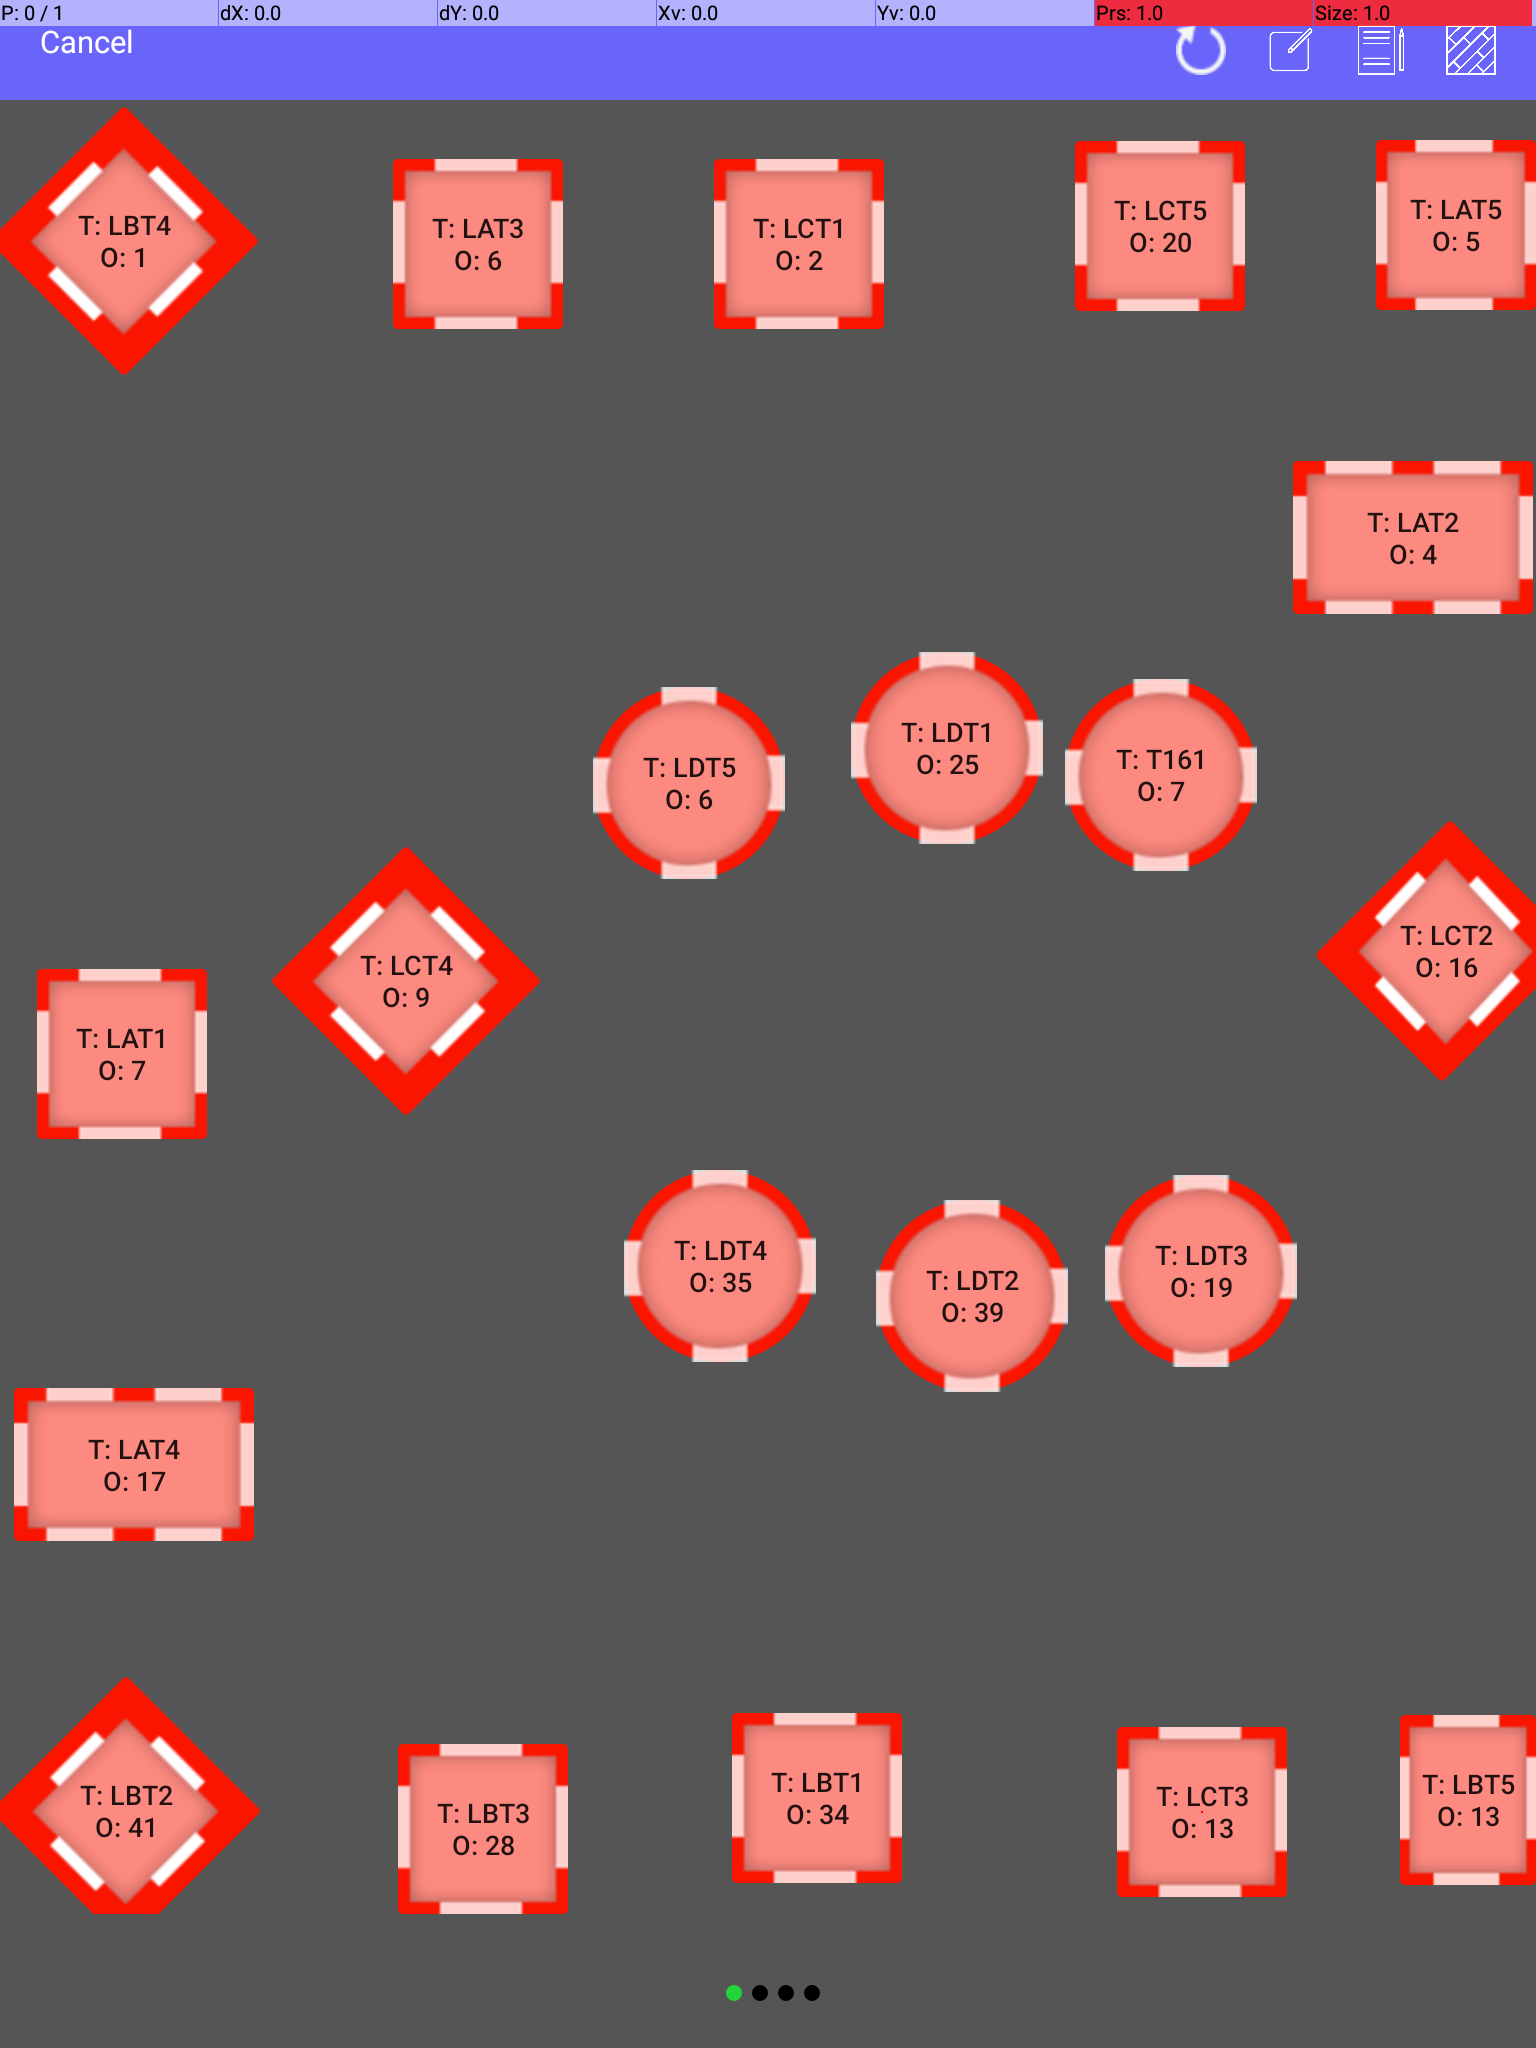 P: 0 / 1 dX: 0.0 dY: 0.0 Xv: 0.0 Yv: 0.0 Prs: 1.0 Size: 1.0
Cancel
T: LBT4
O: 1
T: LAT3
O: 6
T: LCT1
O: 2
T: LCT5
O: 20
T: LAT5
O: 5
T: LAT2
O: 4
T: LDT5
O: 6
T: LDT1
O: 25
T: T161
O: 7
T: LCT4
O: 9
T: LCT2
O: 16
T: LAT1
O: 7
T: LDT4
O: 35
T: LDT2
O: 39
T: LDT3
O: 19
T: LAT4
O: 17
T: LBT2
O: 41
T: LBT3
O: 28
T: LBT1
O: 34
T: LCT3
O: 13
T: LBT5
O: 13